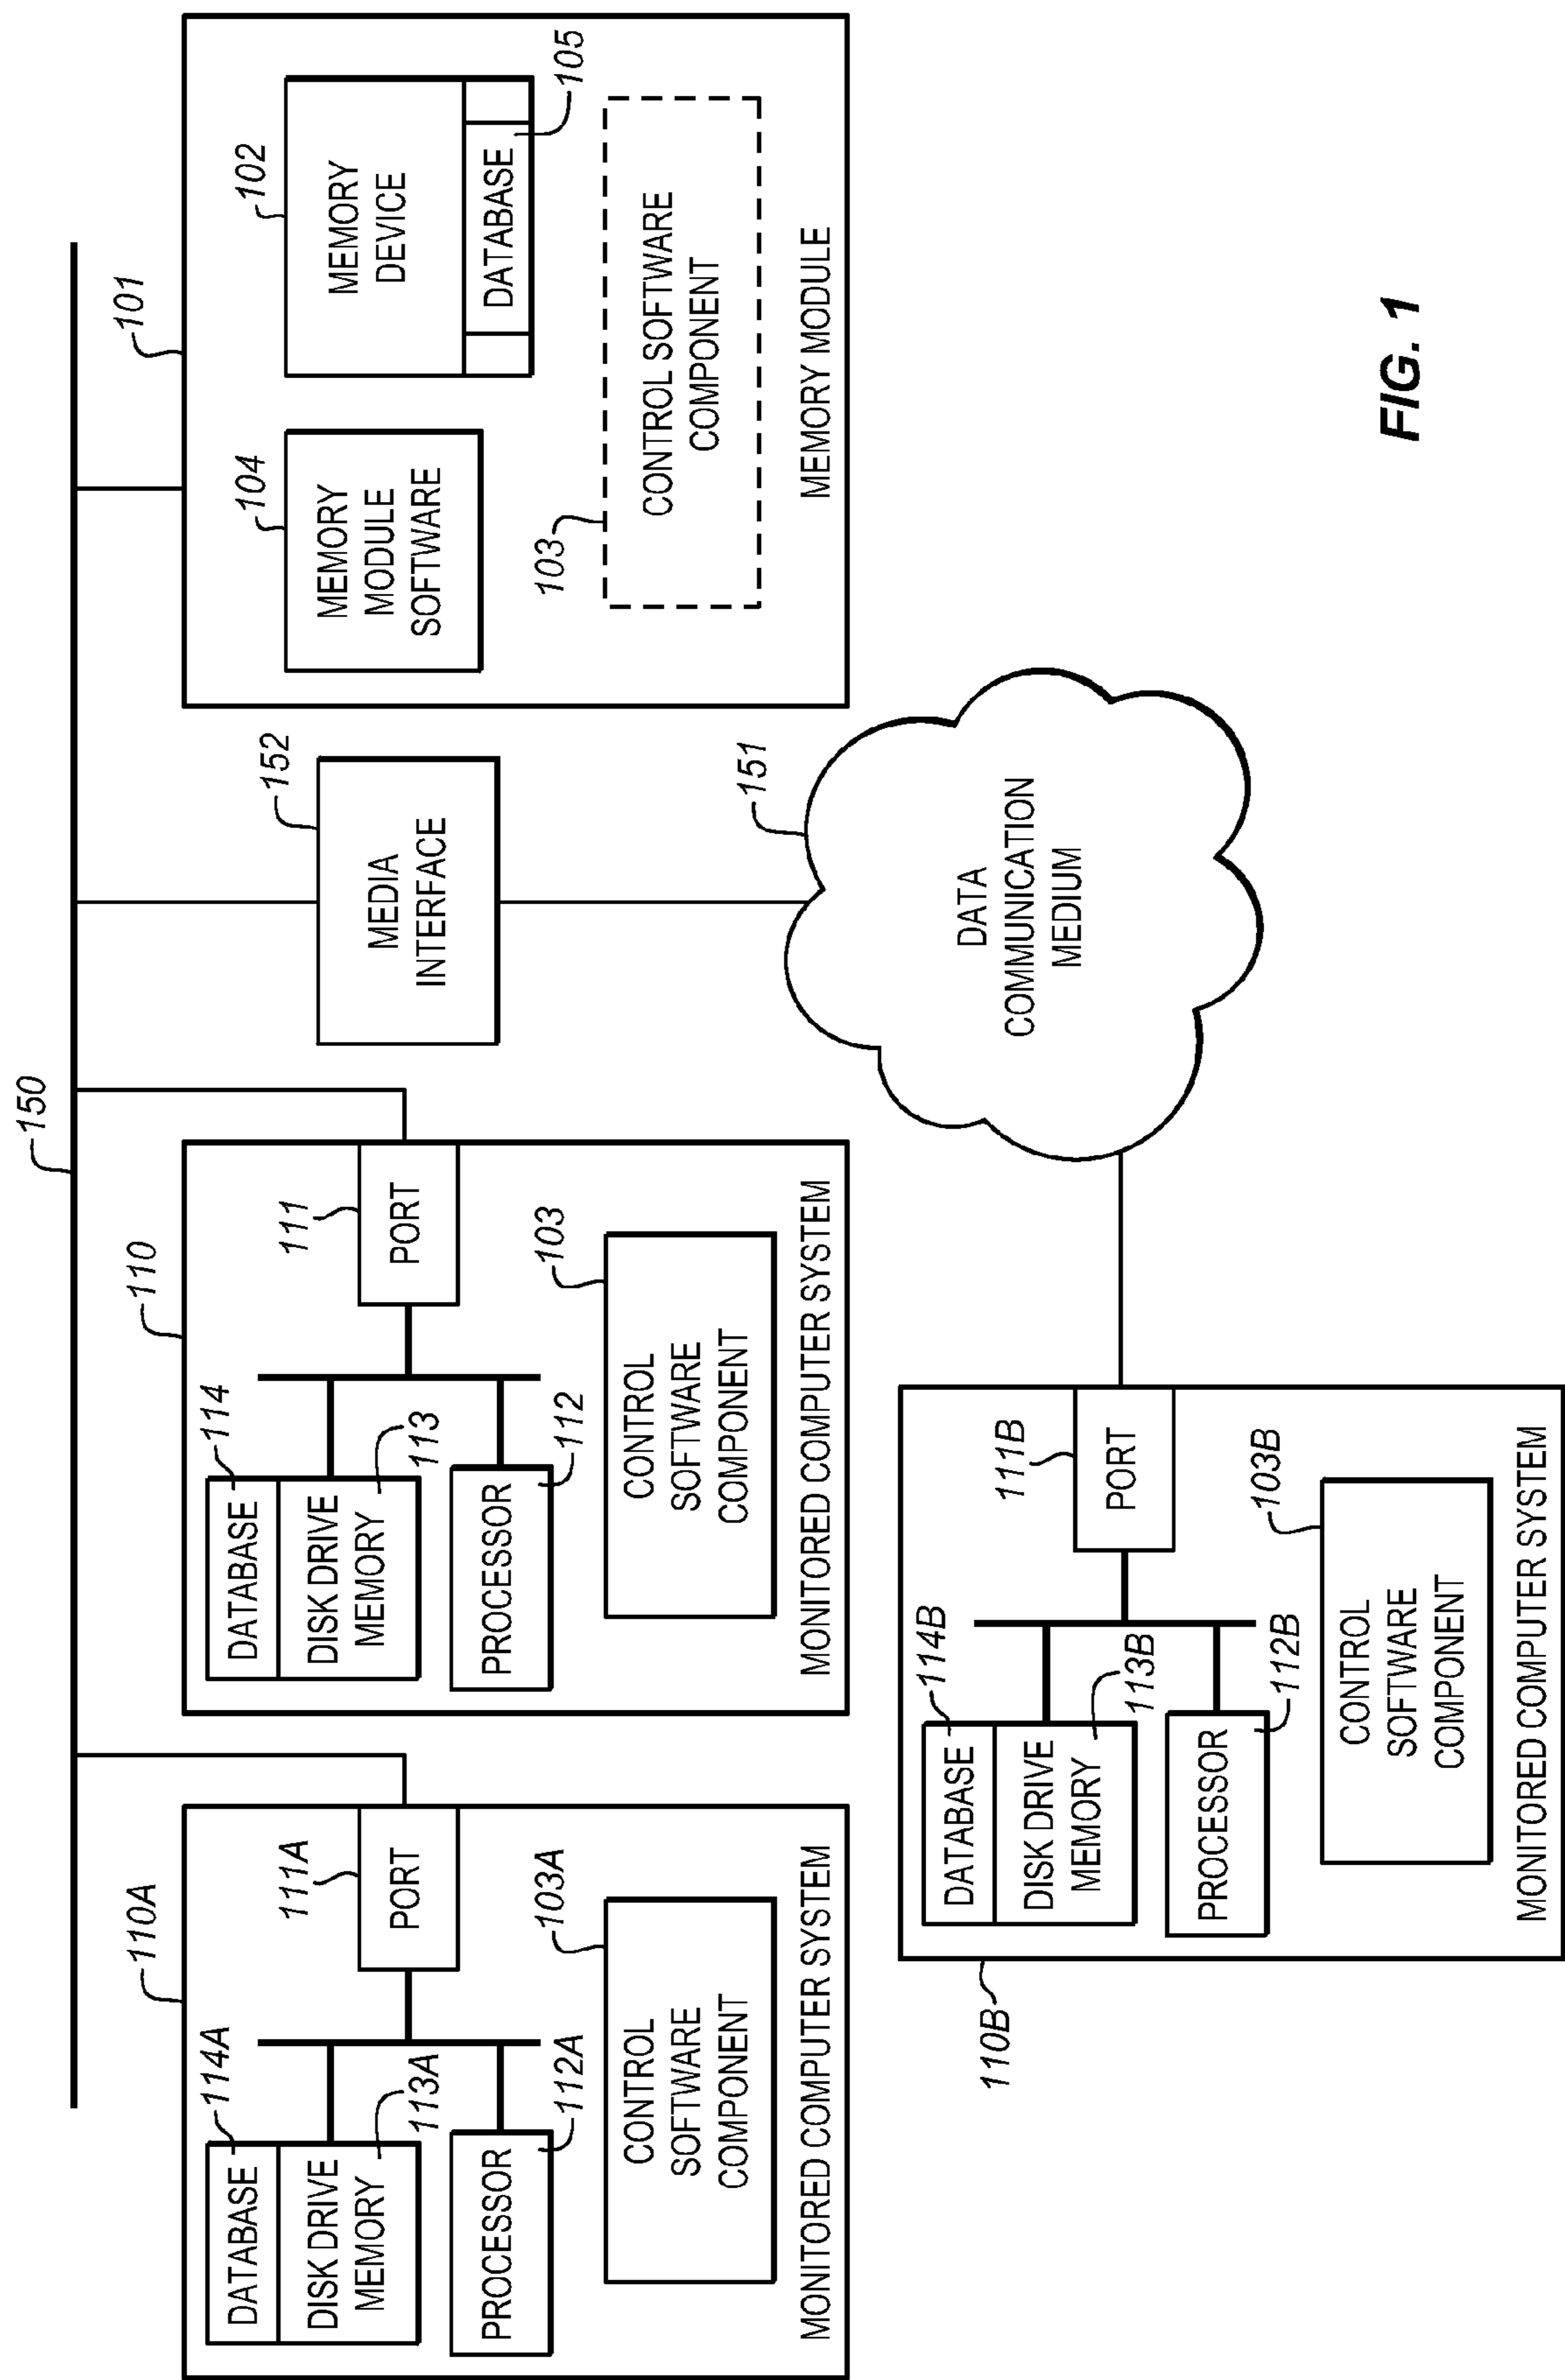 150
110A
114A
DATABASE
DISK DRIVE
MEMORY
113A
PROCESSOR
112A
111A
PORT
103A
CONTROL
SOFTWARE
COMPONENT
MONITORED COMPUTER SYSTEM
110
114
DATABASE
DISK DRIVE
MEMORY
113
PROCESSOR
112
111
PORT
103
CONTROL
SOFTWARE
COMPONENT
MONITORED COMPUTER SYSTEM
152
MEDIA
INTERFACE
101
104
MEMORY
MODULE
SOFTWARE
102
MEMORY
DEVICE
DATABASE
105
103
CONTROL SOFTWARE
COMPONENT
MEMORY MODULE
151
DATA
COMMUNICATION
MEDIUM
110B
114B
DATABASE
DISK DRIVE
MEMORY
113B
PROCESSOR
112B
111B
PORT
103B
CONTROL
SOFTWARE
COMPONENT
MONITORED COMPUTER SYSTEM
FIG. 1